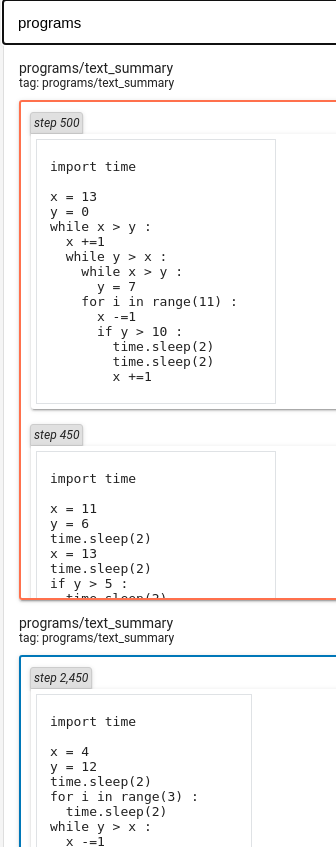 programs
programs/text_summary
tag: programs/text_summary
step 500
import time
x = 13
y = 0
while x > y :
  x +=1
  while y > x :
    while x > y :
      y = 7
    for i in range(11) :
      x -=1
      if y > 10 :
        time.sleep(2)
        time.sleep(2)
        x +=1
step 450
import time
x = 11
y = 6
time.sleep(2)
x = 13
time.sleep(2)
if y > 5 :
  time.sleep(2)
programs/text_summary
tag: programs/text_summary
step 2,450
import time
x = 4
y = 12
time.sleep(2)
for i in range(3) :
  time.sleep(2)
while y > x :
  x -=1